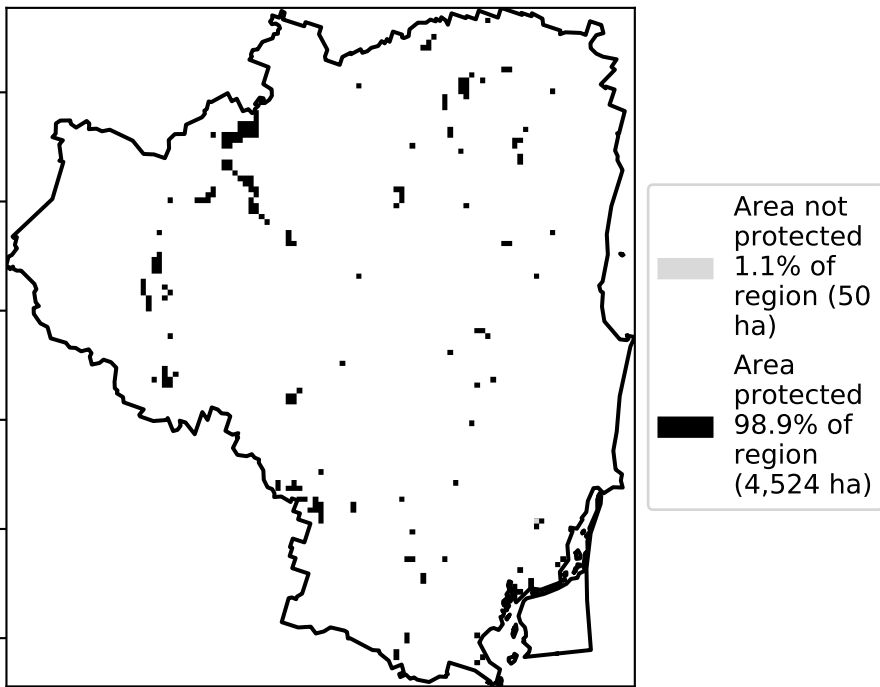 Area not
protected
1.1% of
region (50
ha)
Area
protected
98.9% of
region
(4,524 ha)